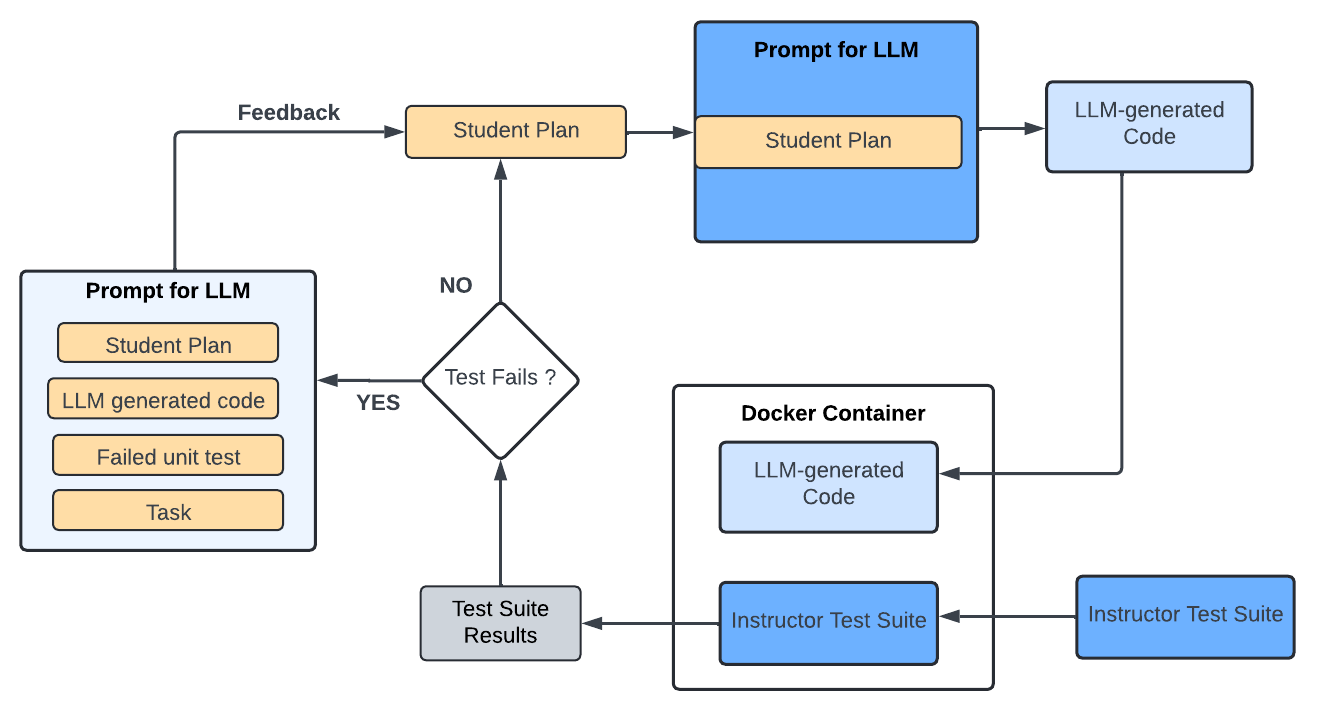 Prompt for LLM
Student Plan
LLM-generated
Code
Feedback
Student Plan
NO
Test Fails ?
YES
Prompt for LLM
Student Plan
LLM generated code
Failed unit test
Task
Docker Container
LLM-generated
Code
Instructor Test Suite
Instructor Test Suite
Test Suite
Results